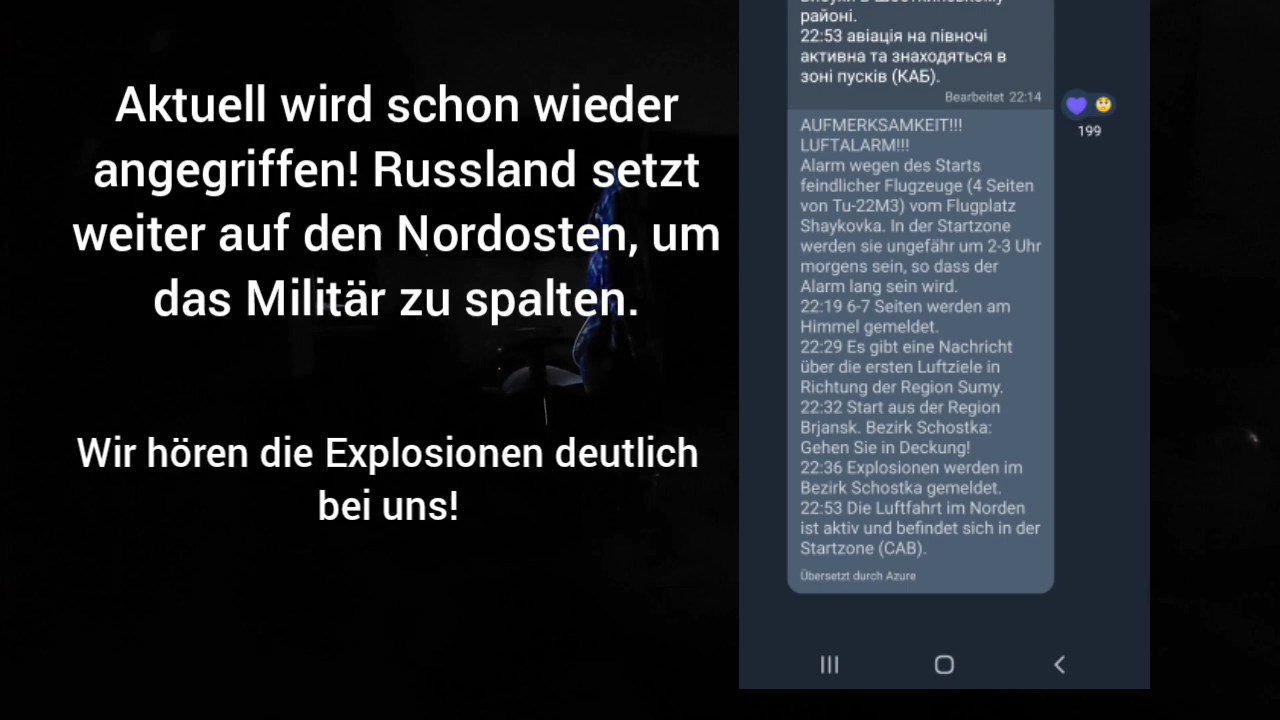 Aktuell wird schon wieder
angegriffen! Russland setzt
weiter auf den Nordosten, um
das Militär zu spalten.
Wir hören die Explosionen deutlich
bei uns!
районі.
22:53 авіація на півночі
активна та знаходяться в
зоні пусків (КАБ).
Bearbeitet 22:14
199
AUFMERKSAMKEIT!!!
LUFTALARM!!!
Alarm wegen des Starts
feindlicher Flugzeuge (4 Seiten
von Tu-22M3) vom Flugplatz
Shaykovka. In der Startzone
werden sie ungefähr um 2-3 Uhr
morgens sein, so dass der
Alarm lang sein wird.
22:19 6-7 Seiten werden am
Himmel gemeldet.
22:29 Es gibt eine Nachricht
über die ersten Luftziele in
Richtung der Region Sumy.
22:32 Start aus der Region
Brjansk. Bezirk Schostka:
Gehen Sie in Deckung!
22:36 Explosionen werden im
Bezirk Schostka gemeldet.
22:53 Die Luftfahrt im Norden
ist aktiv und befindet sich in der
Startzone (CAB).
Übersetzt durch Azure